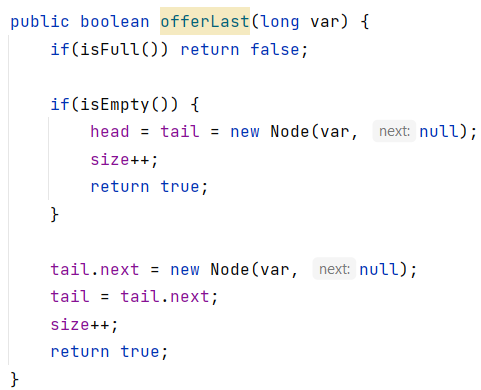 public boolean offerLast(long var) {
if(isFull()) return false;
if(isEmpty()) {
head = tail = new Node(var, next: null);
size++;
return true;
}
tail.next = new Node(var, next: null);
tail = tail.next;
size++;
return true;
}